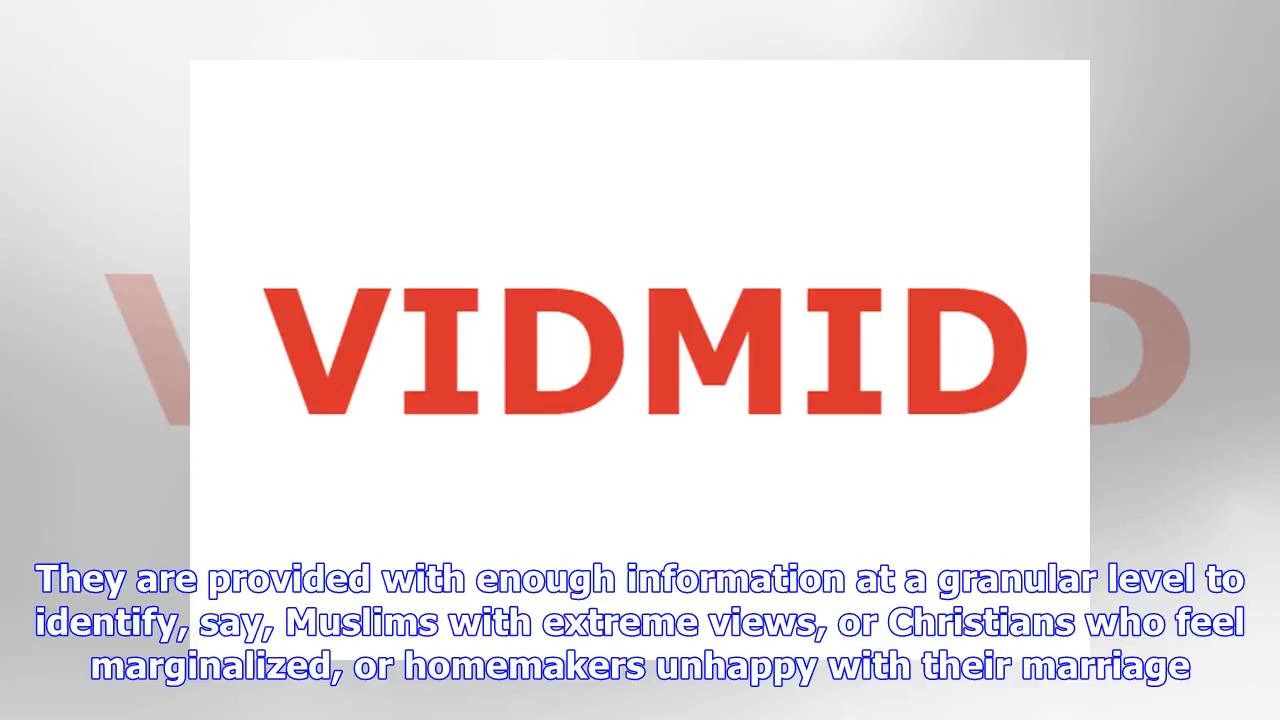 VIDMID
They are provided with enough information at a granular level to
identify, say, Muslims with extreme views, or Christians who feel
marginalized, or homemakers unhappy with their marriage